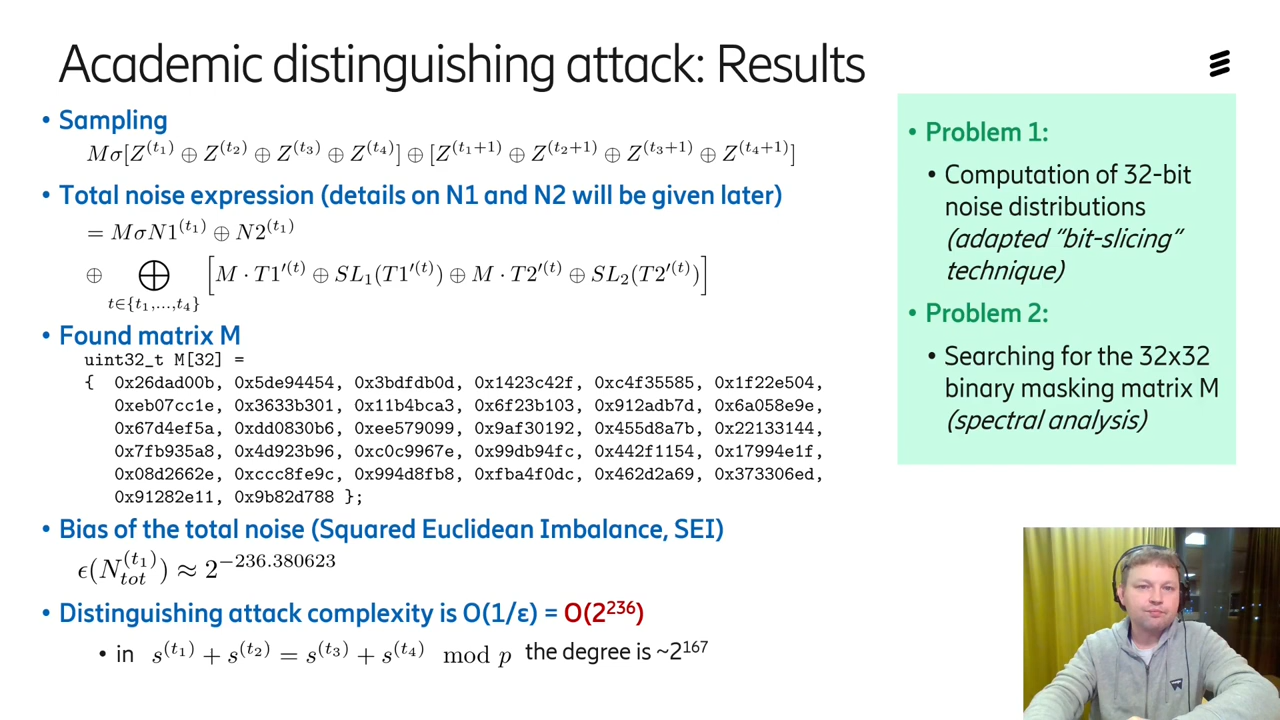 Academic distinguishing attack: Results
• Sampling
Mσ[Z^(t₁) ⊕ Z^(t₂) ⊕ Z^(t₃) ⊕ Z^(t₄)] ⊕ [Z^(t₁+1) ⊕ Z^(t₂+1) ⊕ Z^(t₃+1) ⊕ Z^(t₄+1)]
• Total noise expression (details on N1 and N2 will be given later)
= MσN1^(t₁) ⊕ N2^(t₁)
⊕ ⨁_{t∈{t₁,...,t₄}} [M · T1′^(t) ⊕ SL₁(T1′^(t)) ⊕ M · T2′^(t) ⊕ SL₂(T2′^(t))]
• Found matrix M
uint32_t M[32] =
{ 0x26dad00b, 0x5de94454, 0x3bdfdb0d, 0x1423c42f, 0xc4f35585, 0x1f22e504,
0xeb07cc1e, 0x3633b301, 0x11b4bca3, 0x6f23b103, 0x912adb7d, 0x6a058e9e,
0x67d4ef5a, 0xdd0830b6, 0xee579099, 0x9af30192, 0x455d8a7b, 0x22133144,
0x7fb935a8, 0x4d923b96, 0xc0c9967e, 0x99db94fc, 0x442f1154, 0x17994e1f,
0x08d2662e, 0xccc8fe9c, 0x994d8fb8, 0xfba4f0dc, 0x462d2a69, 0x373306ed,
0x91282e11, 0x9b82d788 };
• Bias of the total noise (Squared Euclidean Imbalance, SEI)
ϵ(N_tot^(t₁)) ≈ 2^−236.380623
• Distinguishing attack complexity is O(1/ε) = O(2^236)
• in s^(t₁) + s^(t₂) = s^(t₃) + s^(t₄) mod p the degree is ~2^167
• Problem 1:
• Computation of 32-bit
noise distributions
(adapted “bit-slicing”
technique)
• Problem 2:
• Searching for the 32x32
binary masking matrix M
(spectral analysis)